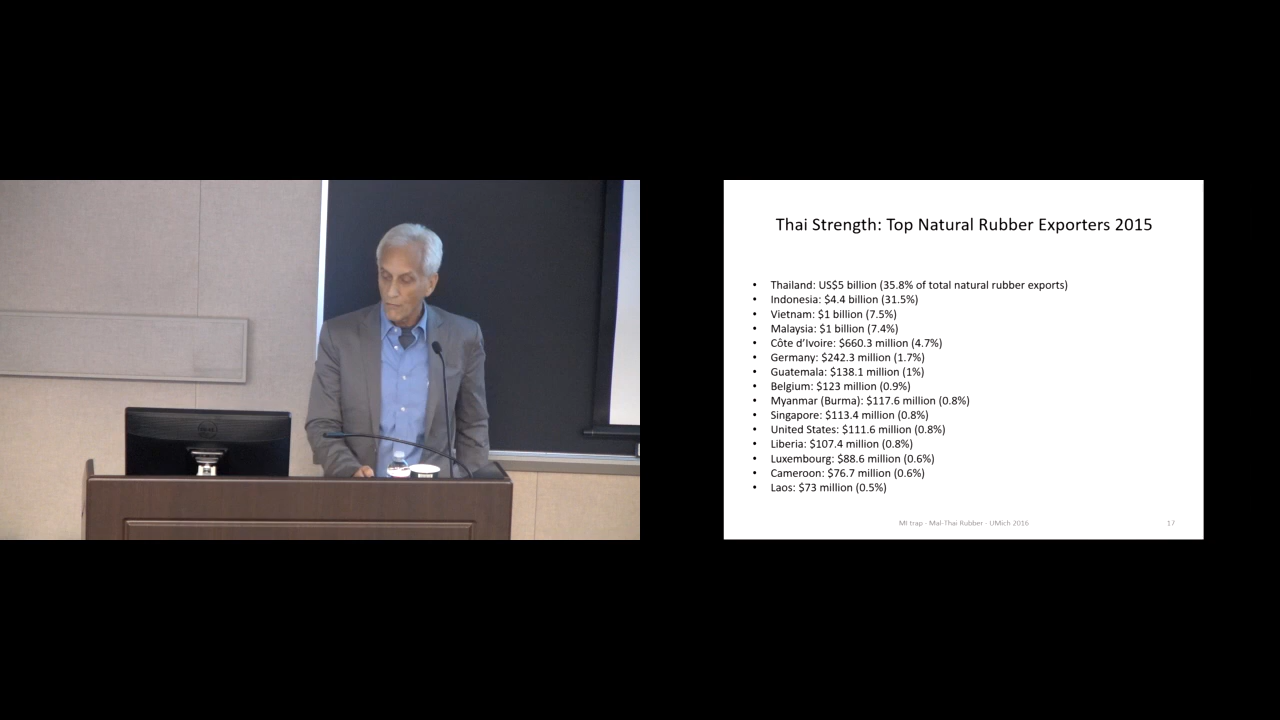 Thai Strength: Top Natural Rubber Exporters 2015
• Thailand: US$5 billion (35.8% of total natural rubber exports)
• Indonesia: $4.4 billion (31.5%)
• Vietnam: $1 billion (7.5%)
• Malaysia: $1 billion (7.4%)
• Côte d’Ivoire: $660.3 million (4.7%)
• Germany: $242.3 million (1.7%)
• Guatemala: $138.1 million (1%)
• Belgium: $123 million (0.9%)
• Myanmar (Burma): $117.6 million (0.8%)
• Singapore: $113.4 million (0.8%)
• United States: $111.6 million (0.8%)
• Liberia: $107.4 million (0.8%)
• Luxembourg: $88.6 million (0.6%)
• Cameroon: $76.7 million (0.6%)
• Laos: $73 million (0.5%)
MI trap - Mal-Thai Rubber - UMich 2016
17